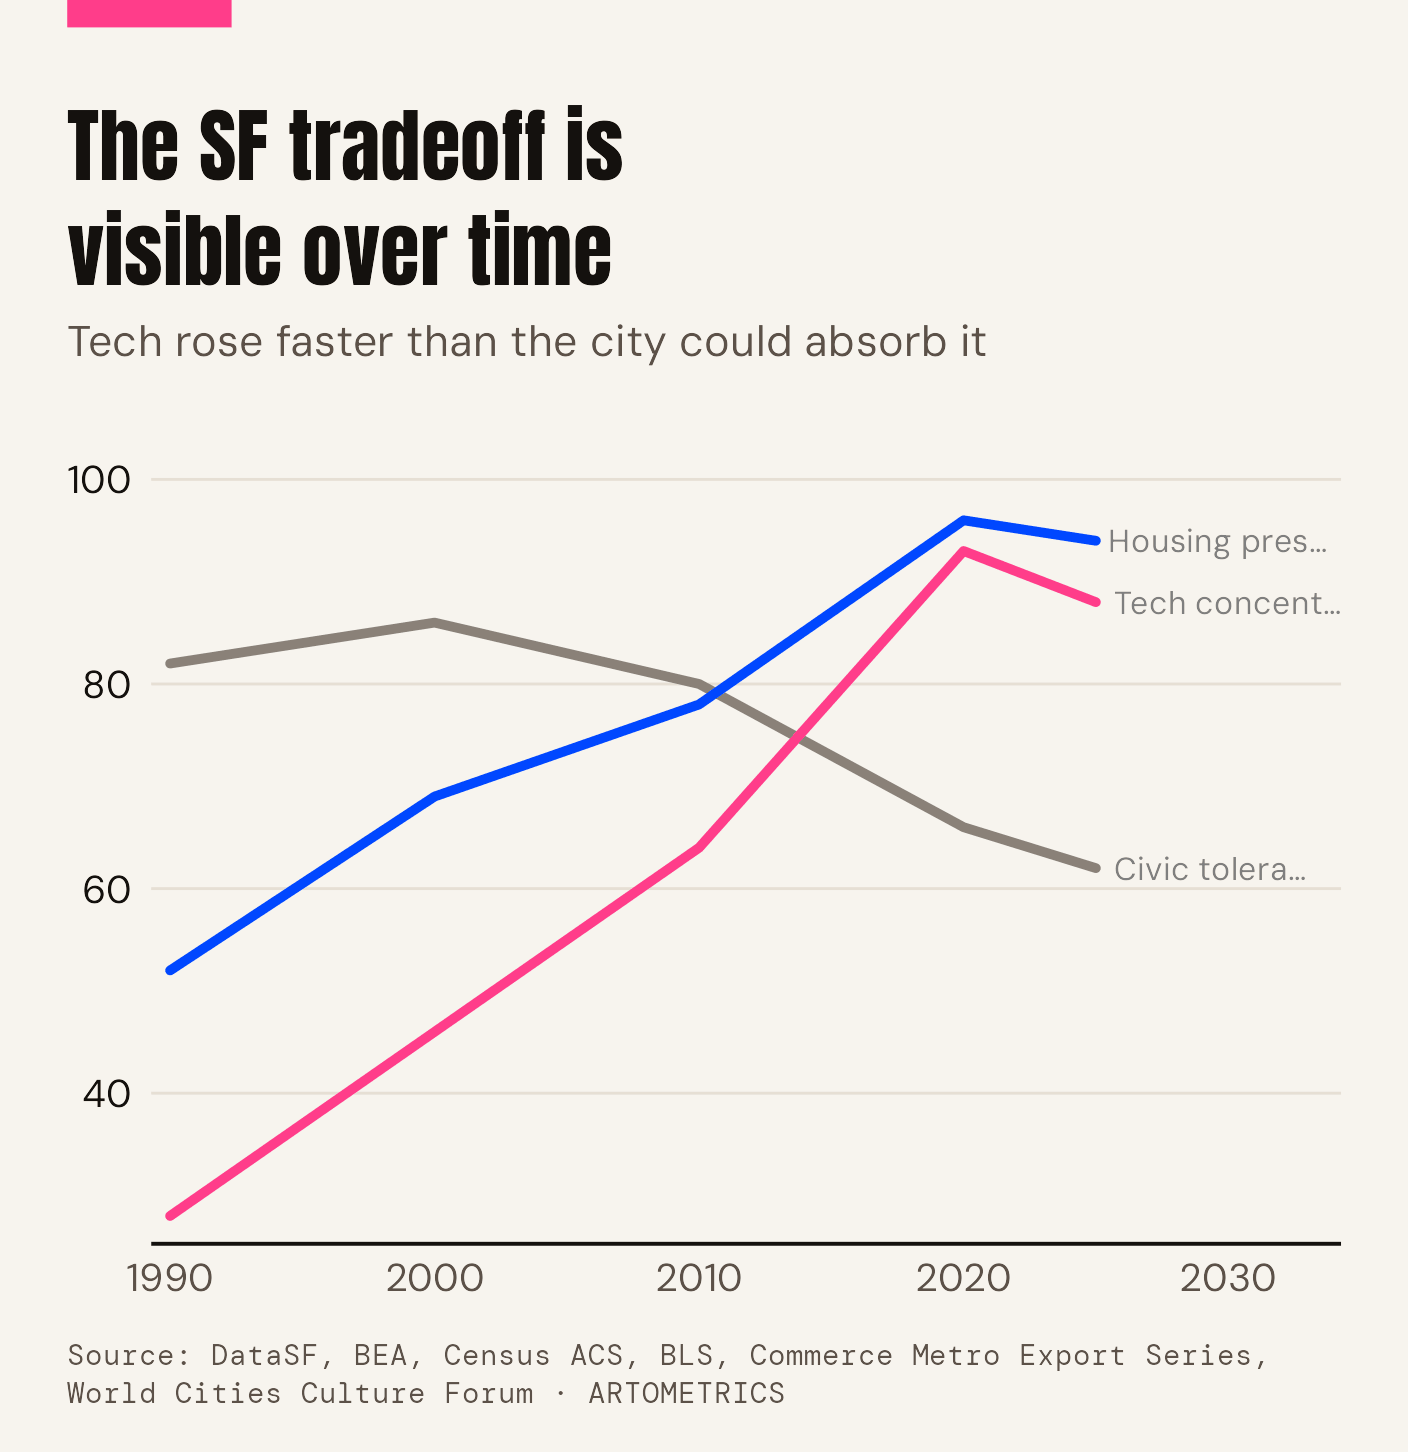 The SF tradeoff is
visible over time
Tech rose faster than the city could absorb it
100
Housing pres...
Tech concent...
80
Civic tolera...
60
40
1990 2000 2010 2020 2030
Source: DataSF, BEA, Census ACS, BLS, Commerce Metro Export Series,
World Cities Culture Forum · ARTOMETRICS